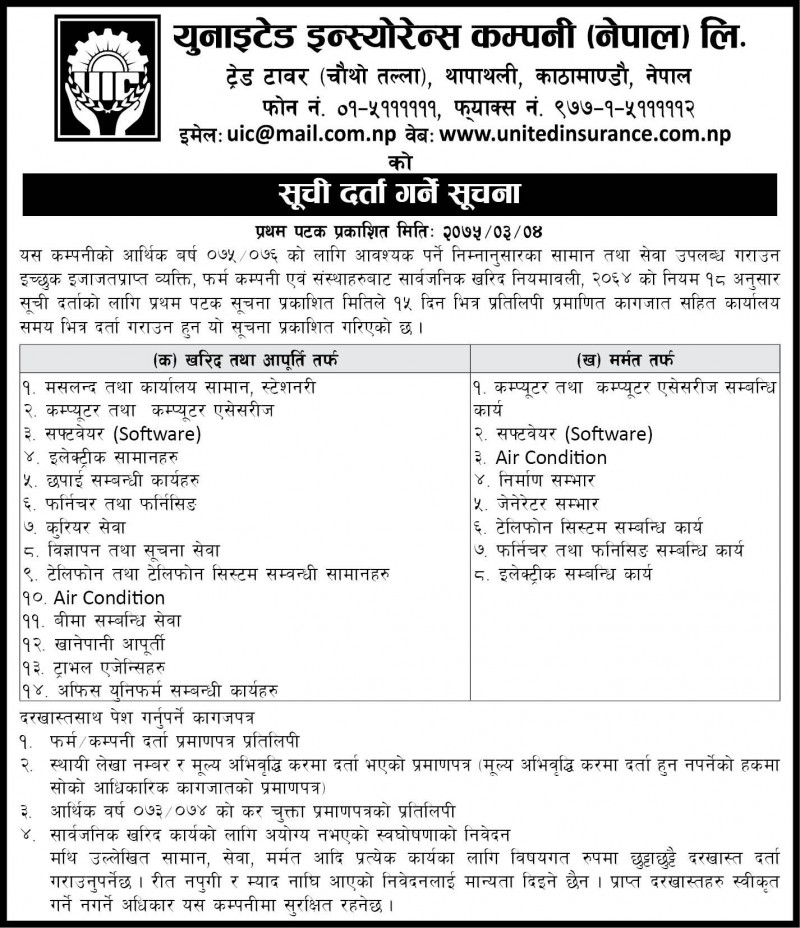 UIC
युनाइटेड इन्स्योरेन्स कम्पनी (नेपाल) लि.
ट्रेड टावर (चौथो तल्ला), थापाथली, काठामाण्डौ, नेपाल
फोन नं. ०१-५१११११११, फ्याक्स नं. ९७७-१-५११११११२
इमेल: uic@mail.com.np वेब: www.unitedinsurance.com.np
को
सूची दर्ता गर्ने सूचना
प्रथम पटक प्रकाशित मितिः २०७५/०३/०४
यस कम्पनीको आर्थिक बर्ष ०७५/०७६ को लागि आवश्यक पर्ने निम्नानुसारका सामान तथा सेवा उपलब्ध गराउन
इच्छुक इजाजतप्राप्त व्यक्ति, फर्म कम्पनी एवं संस्थाहरुबाट सार्वजनिक खरिद नियमावली, २०६४ को नियम १८ अनुसार
सूची दर्ताको लागि प्रथम पटक सूचना प्रकाशित मितिले १५ दिन भित्र प्रतिलिपी प्रमाणित कागजात सहित कार्यालय
समय भित्र दर्ता गराउन हुन यो सूचना प्रकाशित गरिएको छ ।
(क) खरिद तथा आपूर्ति तर्फ
१. मसलन्द तथा कार्यालय सामान, स्टेशनरी
२. कम्प्यूटर तथा कम्प्यूटर एसेसरीज
३. सफ्टवेयर (Software)
४. इलेक्ट्रीक सामानहरु
५. छपाई सम्बन्धी कार्यहरु
६. फर्निचर तथा फर्निसिङ
७. कुरियर सेवा
८. विज्ञापन तथा सूचना सेवा
९. टेलिफोन तथा टेलिफोन सिस्टम सम्वन्धी सामानहरु
१०. Air Condition
११. बीमा सम्बन्धि सेवा
१२. खानेपानी आपूर्ती
१३. ट्राभल एजेन्सिहरु
१४. अफिस युनिफर्म सम्बन्धी कार्यहरु
(ख) मर्मत तर्फ
१. कम्प्यूटर तथा कम्प्यूटर एसेसरीज सम्बन्धि
कार्य
२. सफ्टवेयर (Software)
३. Air Condition
४. निर्माण सम्भार
५. जेनेरेटर सम्भार
६. टेलिफोन सिस्टम सम्बन्धि कार्य
७. फर्निचर तथा फनिसिङ सम्बन्धि कार्य
८. इलेक्ट्रीक सम्बन्धि कार्य
दरखास्तसाथ पेश गर्नुपर्ने कागजपत्र
१. फर्म/कम्पनी दर्ता प्रमाणपत्र प्रतिलिपी
२. स्थायी लेखा नम्बर र मूल्य अभिवृद्धि करमा दर्ता भएको प्रमाणपत्र (मूल्य अभिवृद्धि करमा दर्ता हुन नपर्नेको हकमा
सोको आधिकारिक कागजातको प्रमाणपत्र)
३. आर्थिक वर्ष ०७३/०७४ को कर चुक्ता प्रमाणपत्रको प्रतिलिपी
४. सार्वजनिक खरिद कार्यको लागि अयोग्य नभएको स्वघोषणाको निवेदन
मथि उल्लेखित सामान, सेवा, मर्मत आदि प्रत्येक कार्यका लागि विषयगत रुपमा छुट्टाछुट्टै दरखास्त दर्ता
गराउनुपर्नेछ । रीत नपुगी र म्याद नाघि आएको निवेदनलाई मान्यता दिइने छैन । प्राप्त दरखास्तहरु स्वीकृत
गर्ने नगर्ने अधिकार यस कम्पनीमा सुरक्षित रहनेछ ।